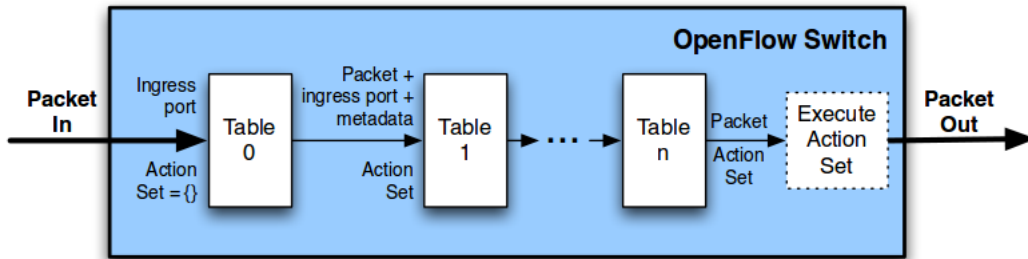 OpenFlow Switch
Packet
In
Ingress
port
Action
Set = {}
Table
0
Packet +
ingress port +
metadata
Action
Set
Table
1
...
Table
n
Packet
Action
Set
Execute
Action
Set
Packet
Out